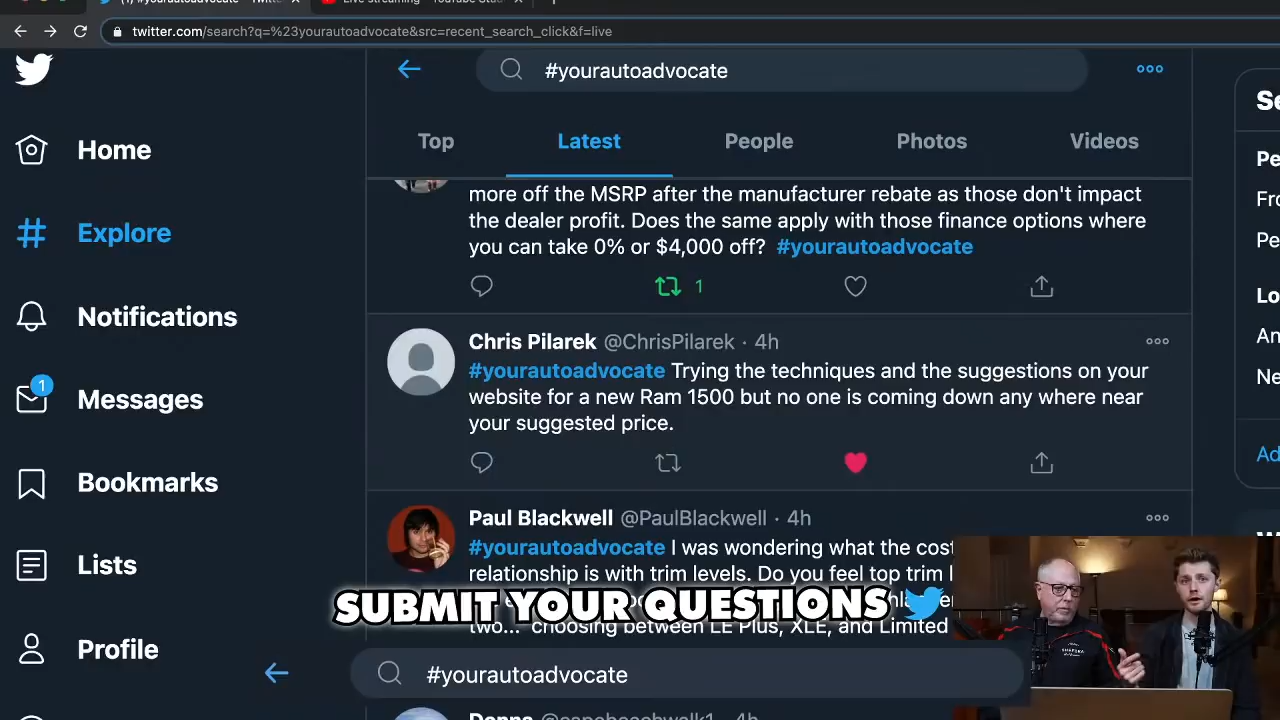 twitter.com/search?q=%23yourautoadvocate&src=recent_search_click&f=live
#yourautoadvocate
Home
Explore
Notifications
1
Messages
Bookmarks
Lists
Profile
Top
Latest
People
Photos
Videos
more off the MSRP after the manufacturer rebate as those don't impact
the dealer profit. Does the same apply with those finance options where
you can take 0% or $4,000 off? #yourautoadvocate
1
Chris Pilarek @ChrisPilarek · 4h
#yourautoadvocate Trying the techniques and the suggestions on your
website for a new Ram 1500 but no one is coming down any where near
your suggested price.
Paul Blackwell @PaulBlackwell · 4h
#yourautoadvocate I was wondering what the cost
relationship is with trim levels. Do you feel top trim
two... choosing between LE Plus, XLE, and Limited
SUBMIT YOUR QUESTIONS
#yourautoadvocate